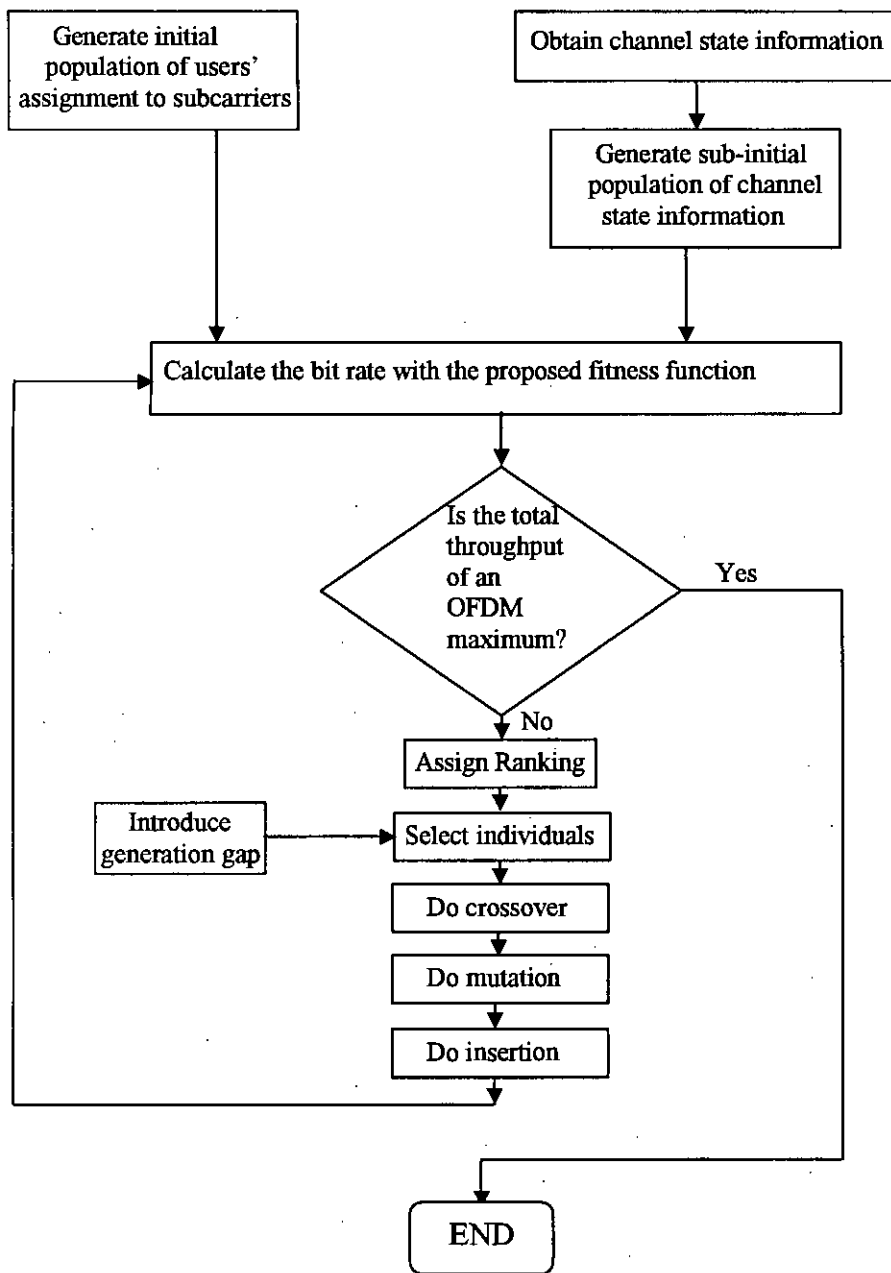 Generate initial
population of users'
assignment to subcarriers
Obtain channel state information
Generate sub-initial
population of channel
state information
Calculate the bit rate with the proposed fitness function
Is the total
throughput
of an
OFDM
maximum?
Yes
No
Assign Ranking
Introduce
generation gap
Select individuals
Do crossover
Do mutation
Do insertion
END